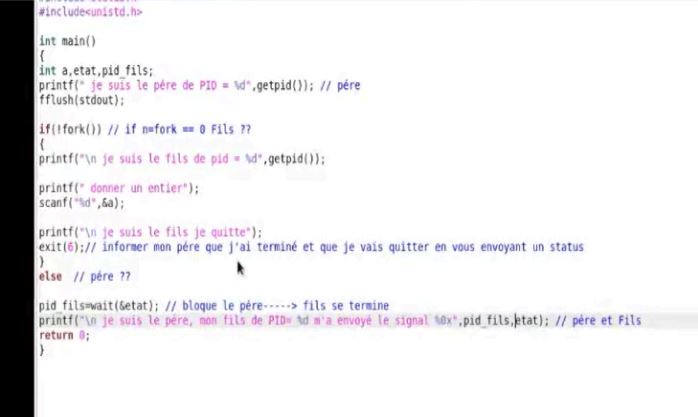 #include<unistd.h>
int main()
{
int a,etat,pid_fils;
printf(" je suis le pére de PID = %d",getpid()); // pére
fflush(stdout);
if(!fork()) // if n=fork == 0 Fils ??
{
printf("\n je suis le fils de pid = %d",getpid());
printf(" donner un entier");
scanf("%d",&a);
printf("\n je suis le fils je quitte");
exit(6);// informer mon pére que j'ai terminé et que je vais quitter en vous envoyant un status
}
else // pére ??
pid_fils=wait(&etat); // bloque le pére-----> fils se termine
printf("\n je suis le pére, mon fils de PID= %d m'a envoyé le signal %0x",pid_fils,etat); // pére et Fils
return 0;
}